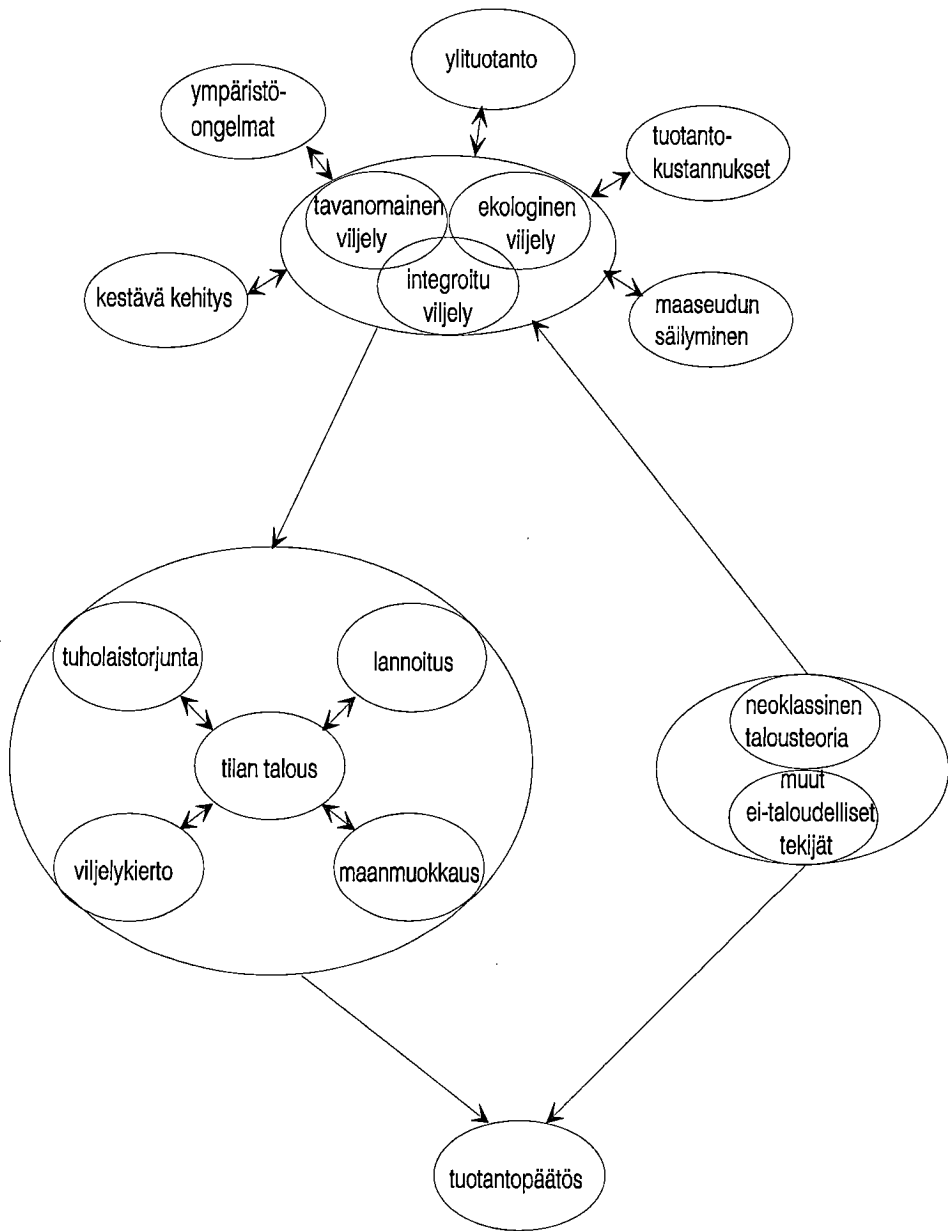 ylituotanto
ympäristö-
ongelmat
tuotanto-
kustannukset
tavanomainen
viljely
ekologinen
viljely
integroitu
viljely
kestävä kehitys
maaseudun
säilyminen
tuholaistorjunta
lannoitus
tilan talous
viljelykierto
maanmuokkaus
neoklassinen
talousteoria
muut
ei-taloudelliset
tekijät
tuotantopäätös